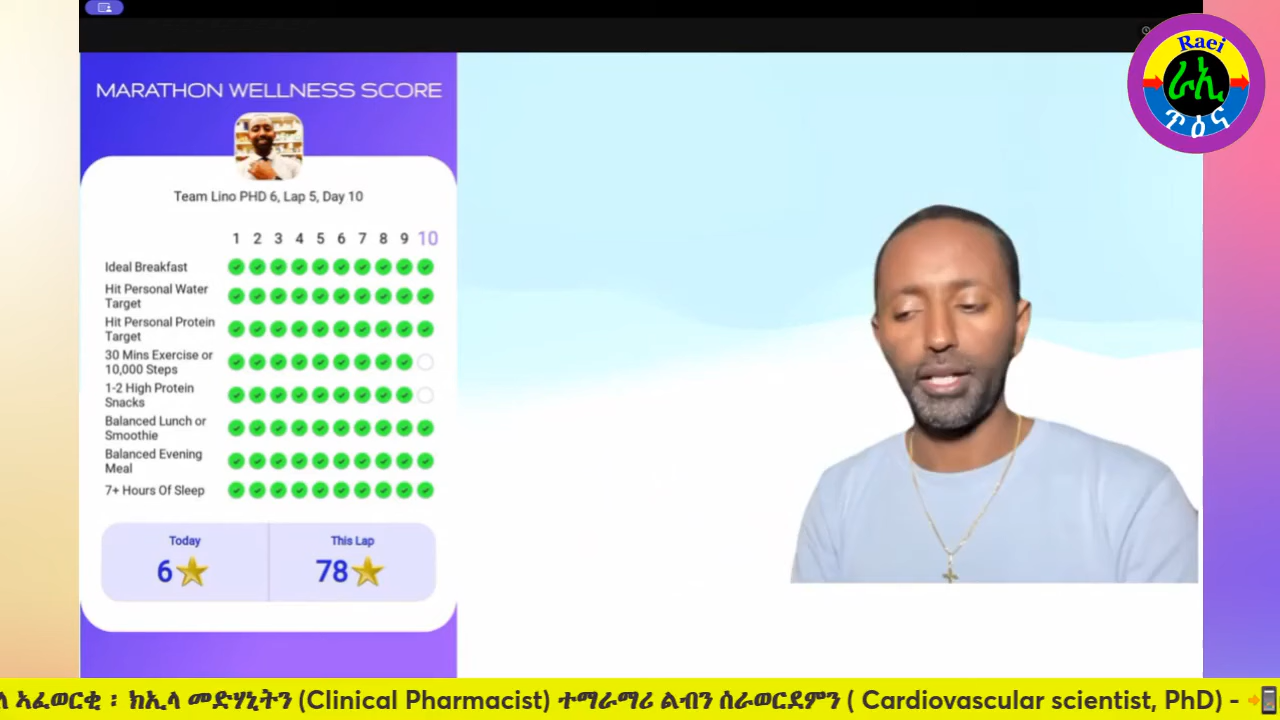 MARATHON WELLNESS SCORE
Raei
ራኢ
ጥዕና
Team Lino PHD 6, Lap 5, Day 10
1 2 3 4 5 6 7 8 9 10
Ideal Breakfast
Hit Personal Water
Target
Hit Personal Protein
Target
30 Mins Exercise or
10,000 Steps
1-2 High Protein
Snacks
Balanced Lunch or
Smoothie
Balanced Evening
Meal
7+ Hours Of Sleep
Today
This Lap
6
78
ኣፈወርቂ ፡ ክኢላ መድሃኒትን (Clinical Pharmacist) ተማራማሪ ልብን ሰራወርደምን ( Cardiovascular scientist, PhD) -